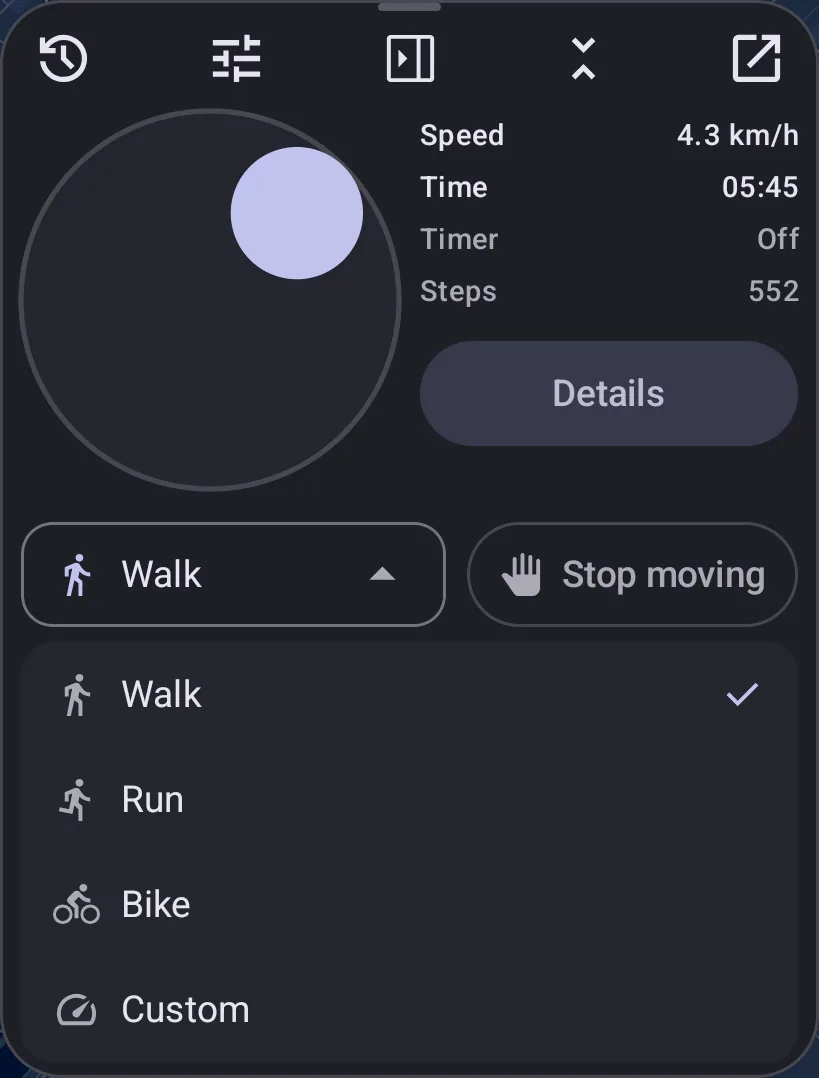 Speed 4.3 km/h
Time 05:45
Timer Off
Steps 552
Details
Walk
Stop moving
Walk
Run
Bike
Custom